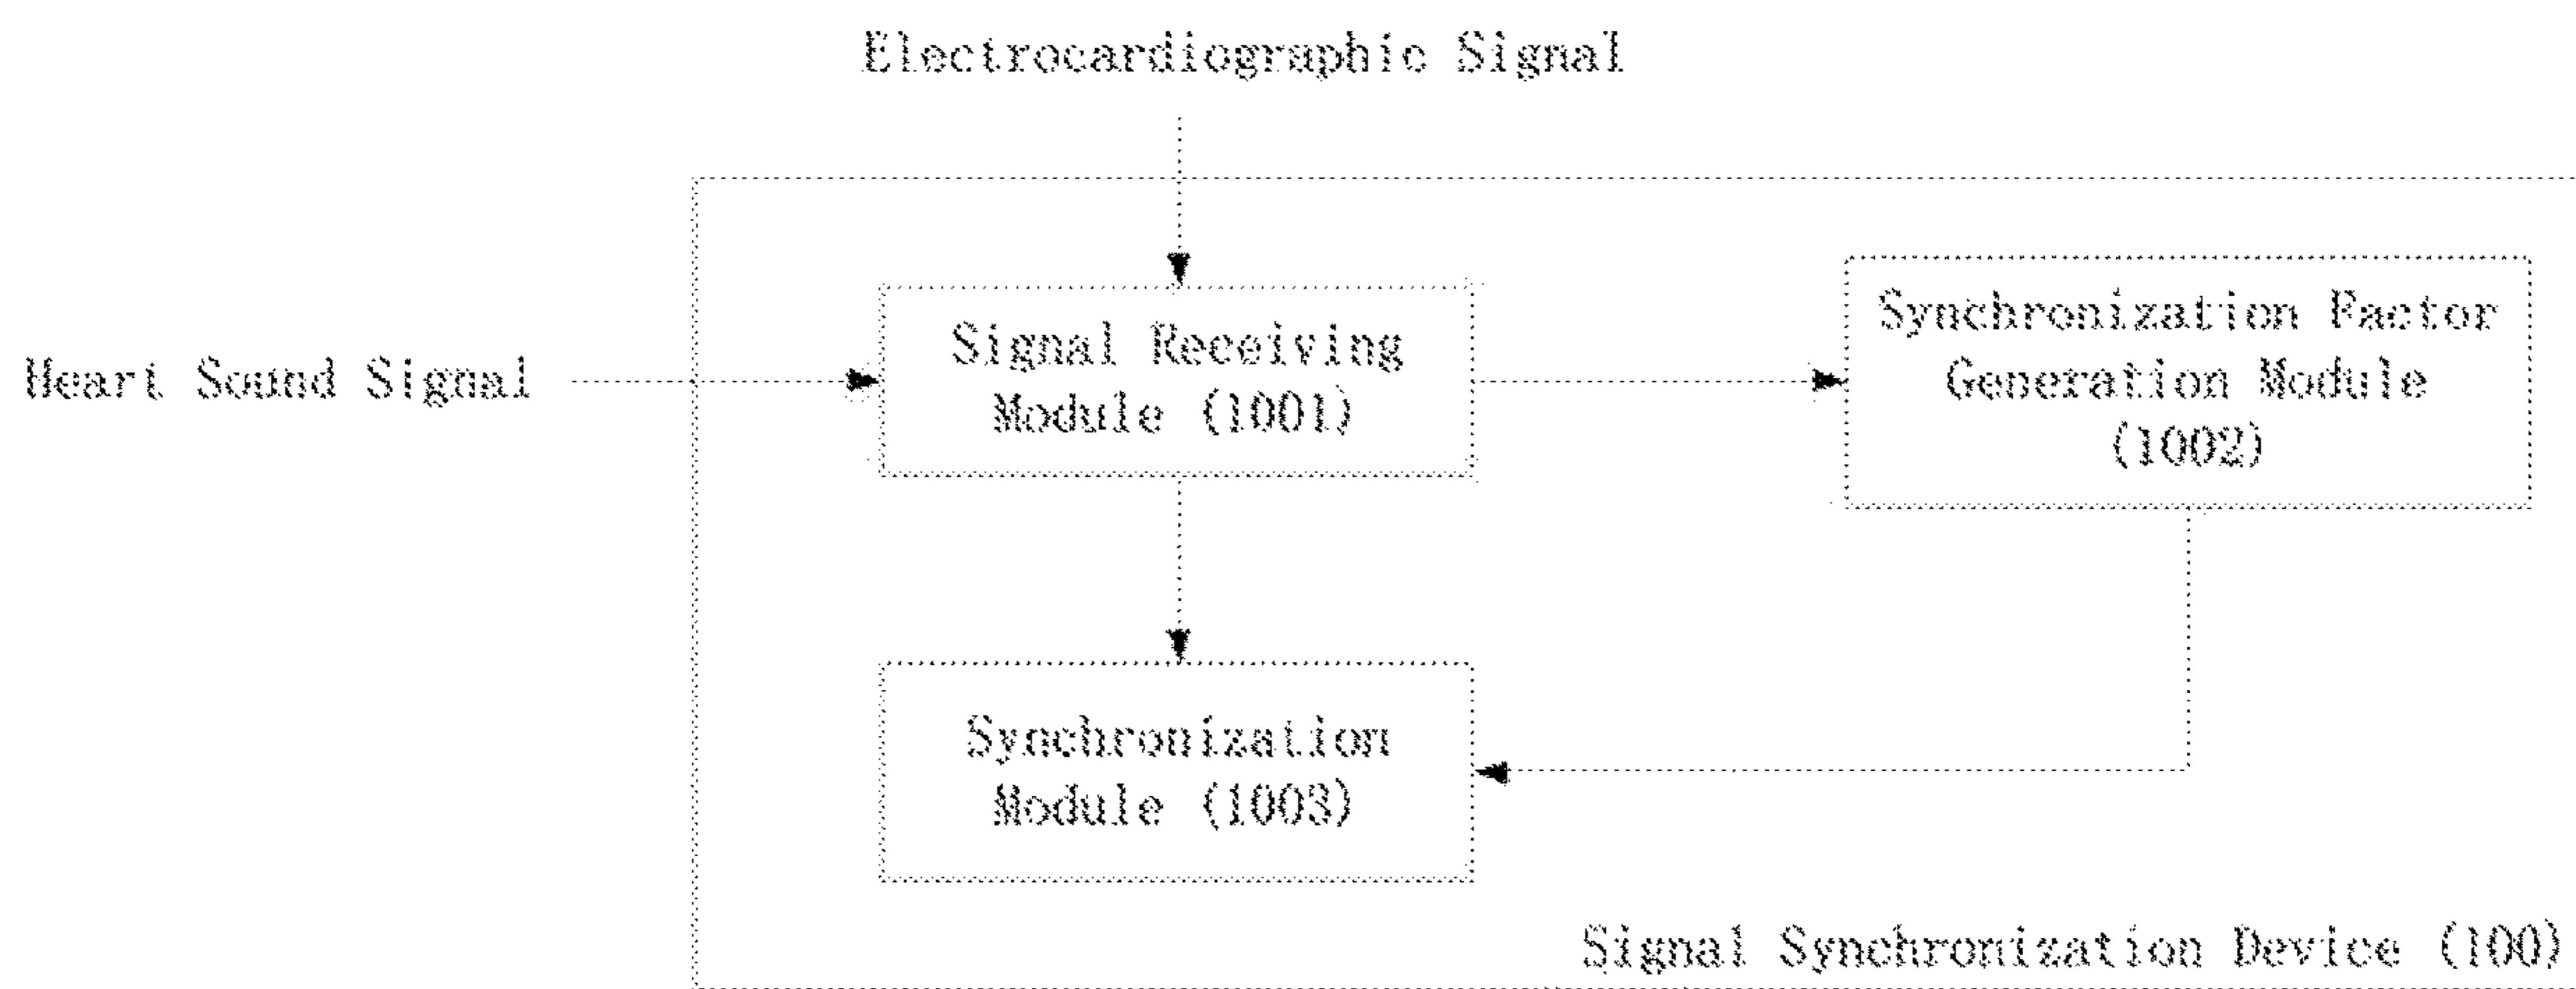 Electrocardiographic Signal
Heart Sound Signal
Signal Receiving
Module (1001)
Synchronization Factor
Generation Module
(1002)
Synchronization
Module (1003)
Signal Synchronization Device (100)